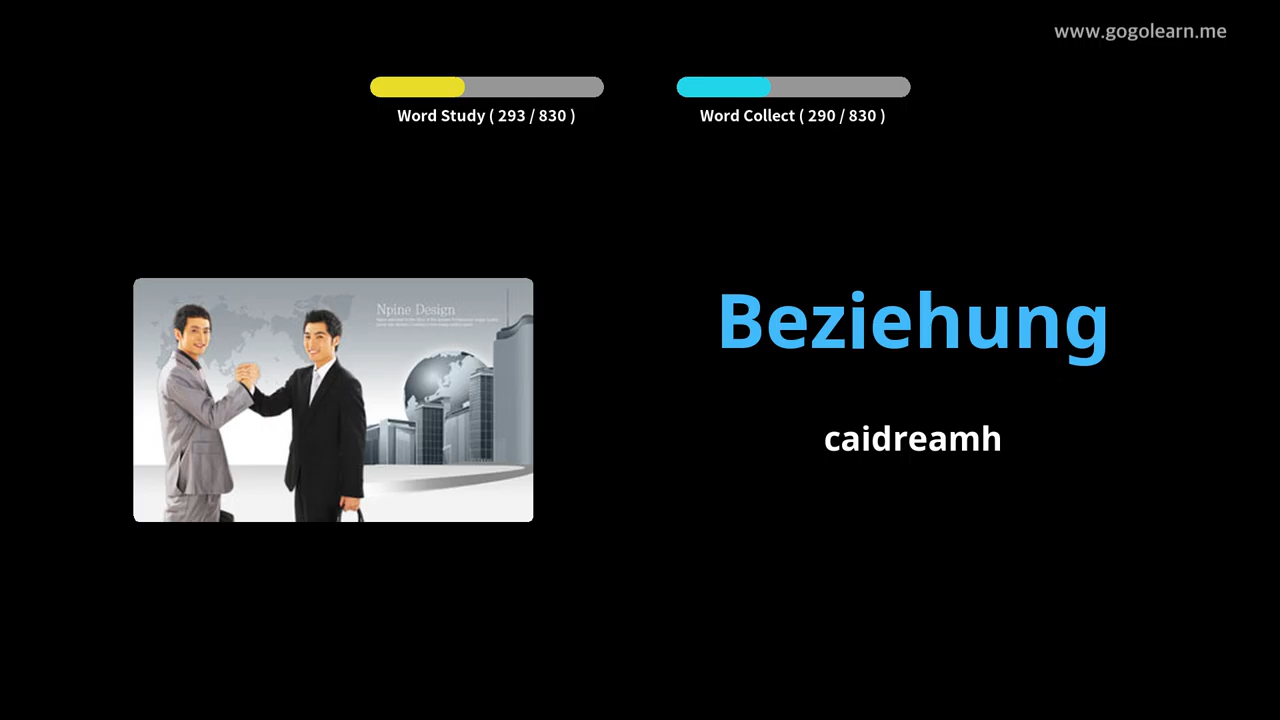 www.gogolearn.me
Word Study ( 293 / 830 )
Word Collect ( 290 / 830 )
Npine Design
Beziehung
caidreamh